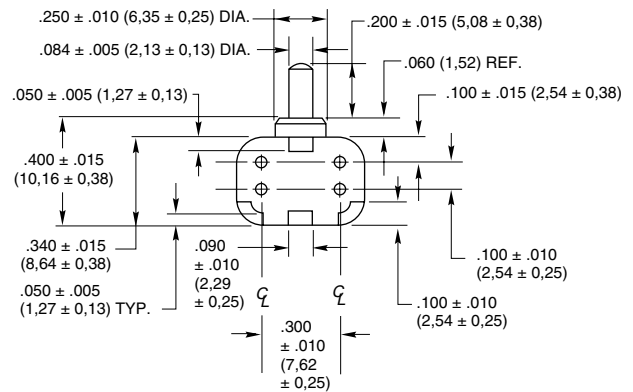 .250 ± .010 (6,35 ± 0,25) DIA.
.200 ± .015 (5,08 ± 0,38)
.084 ± .005 (2,13 ± 0,13) DIA.
.060 (1,52) REF.
.050 ± .005 (1,27 ± 0,13)
.100 ± .015 (2,54 ± 0,38)
.400 ± .015
(10,16 ± 0,38)
.340 ± .015
(8,64 ± 0,38)
.090
± .010
(2,29
± 0,25)
.100 ± .010
(2,54 ± 0,25)
.050 ± .005
(1,27 ± 0,13) TYP.
℄ ℄
.100 ± .010
(2,54 ± 0,25)
.300
± .010
(7,62
± 0,25)